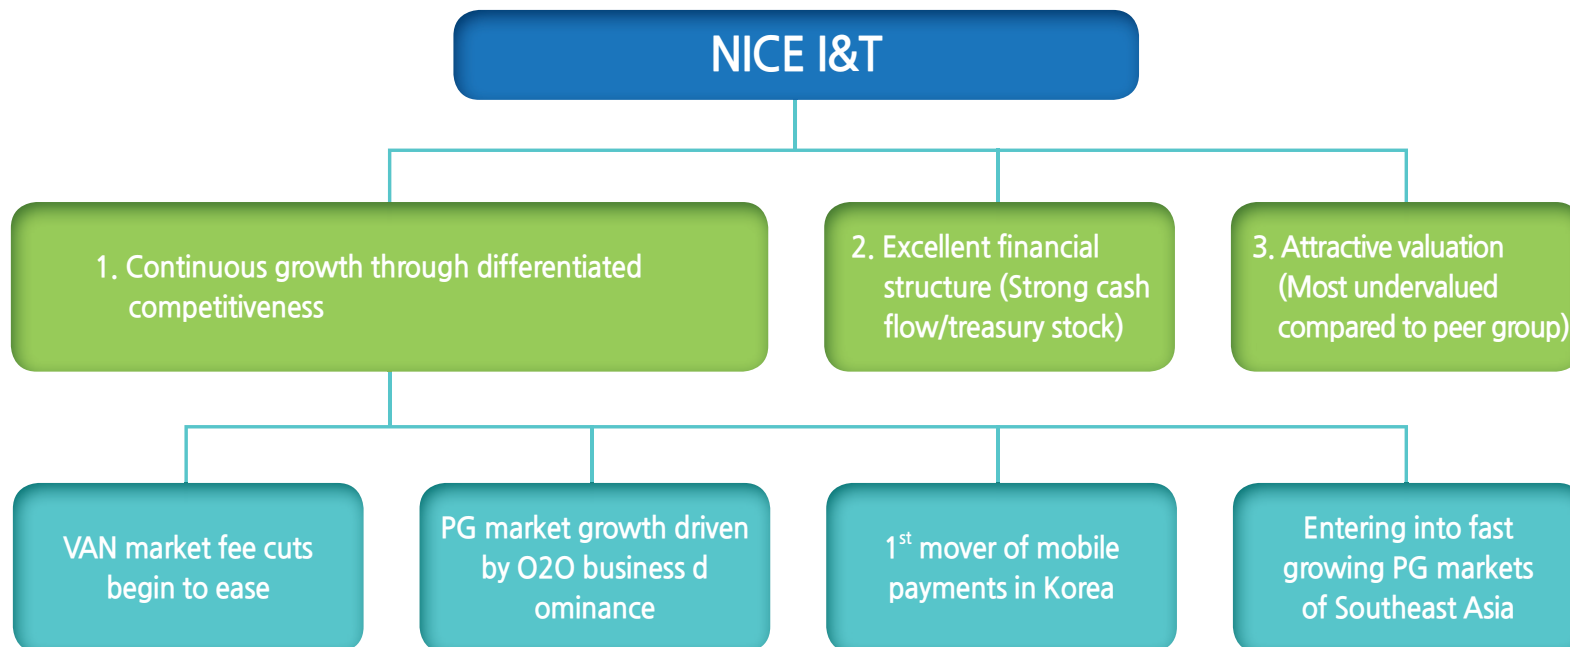 NICE I&T
1. Continuous growth through differentiated
competitiveness
2. Excellent financial
structure (Strong cash
flow/treasury stock)
3. Attractive valuation
(Most undervalued
compared to peer group)
VAN market fee cuts
begin to ease
PG market growth driven
by O2O business d
ominance
1st mover of mobile
payments in Korea
Entering into fast
growing PG markets
of Southeast Asia